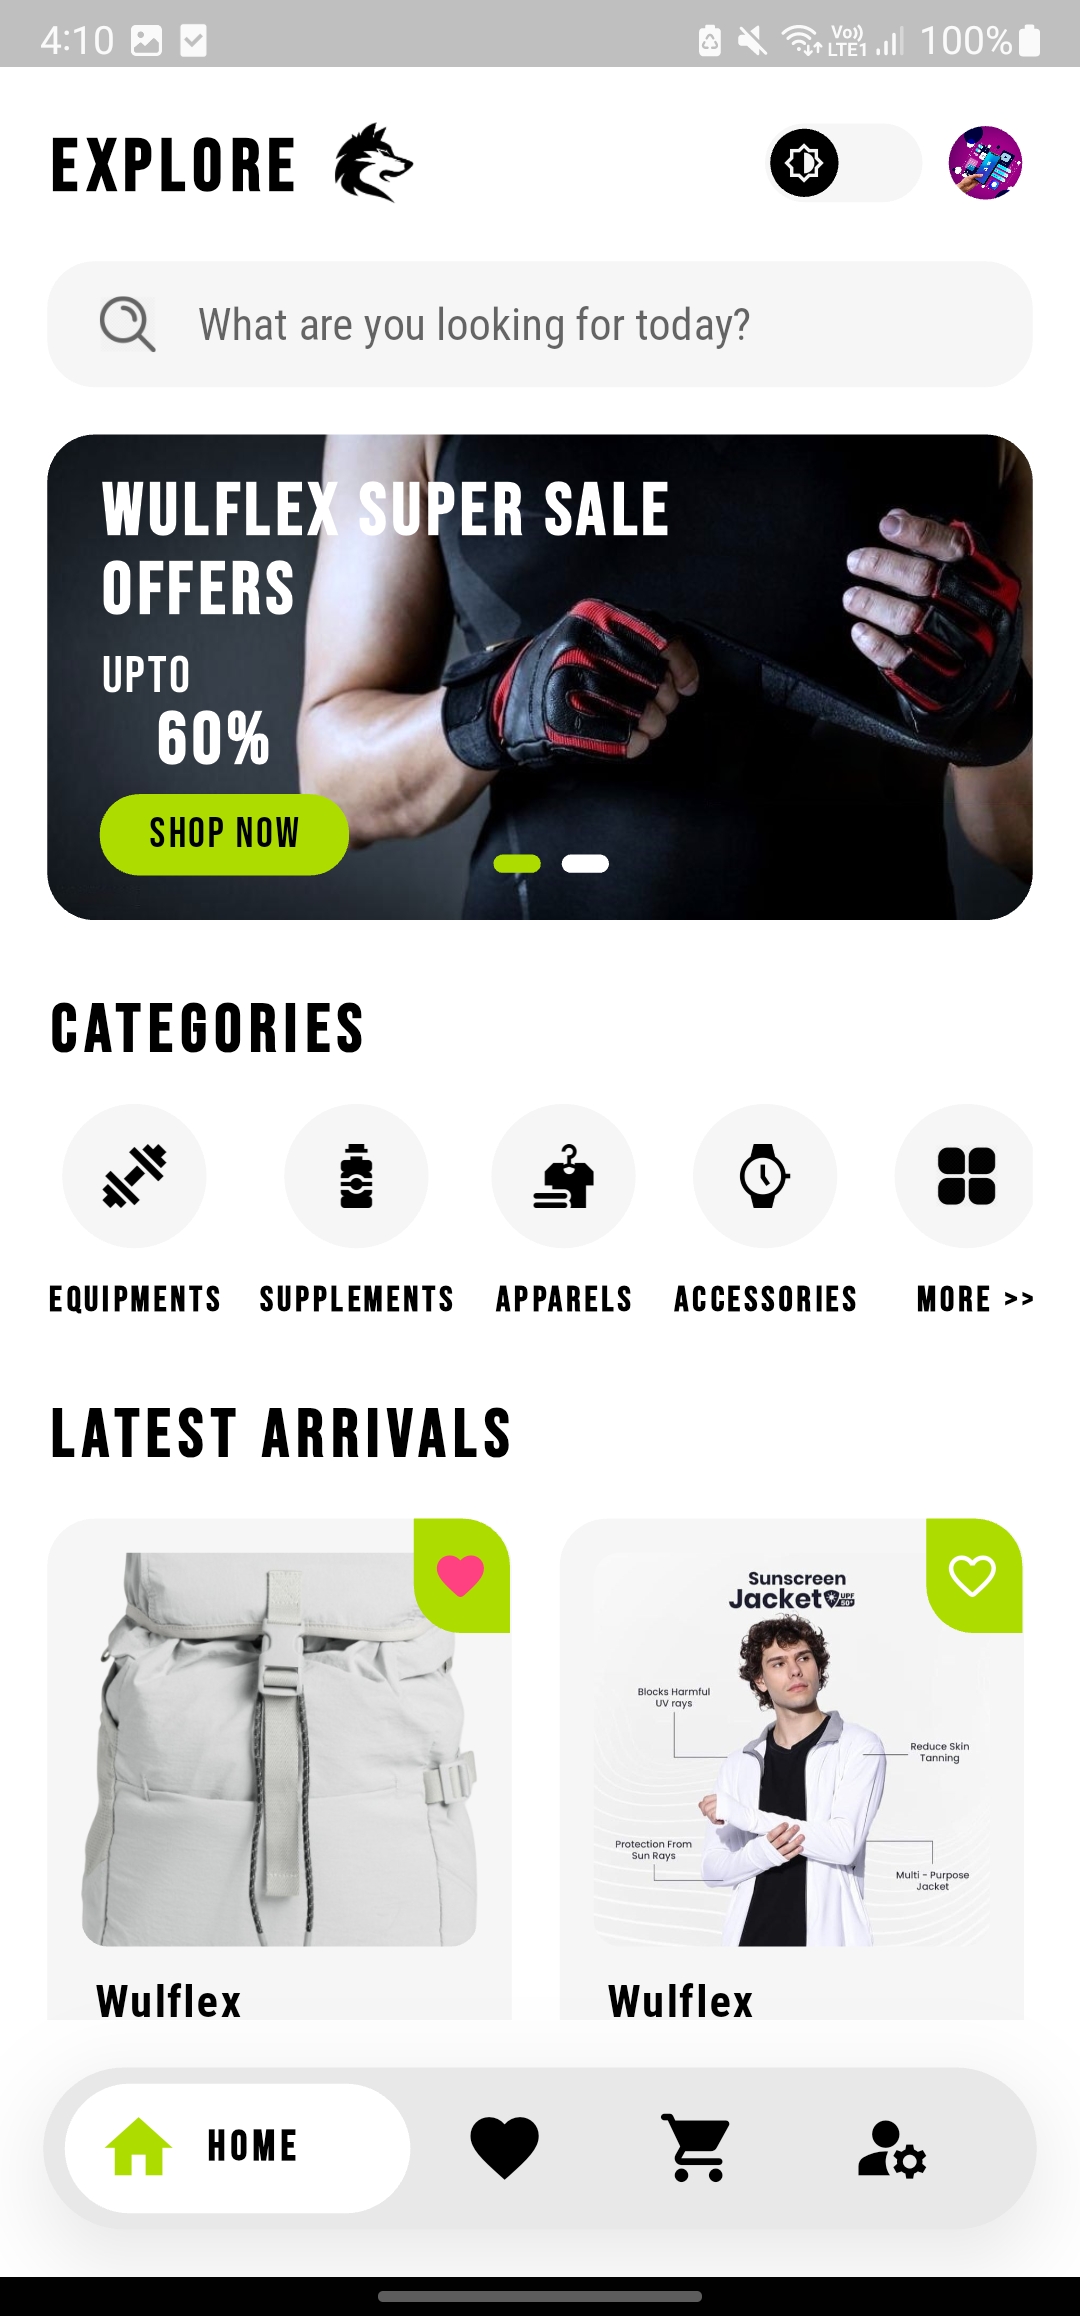 4:10
Vo)) LTE1 100%
EXPLORE
What are you looking for today?
WULFLEX SUPER SALE
OFFERS
UPTO
60%
SHOP NOW
CATEGORIES
EQUIPMENTS SUPPLEMENTS APPARELS ACCESSORIES MORE >>
LATEST ARRIVALS
Sunscreen
Jacket UPF 50+
Blocks Harmful
UV rays
Reduce Skin
Tanning
Protection From
Sun Rays
Multi - Purpose
Jacket
Wulflex
Wulflex
HOME